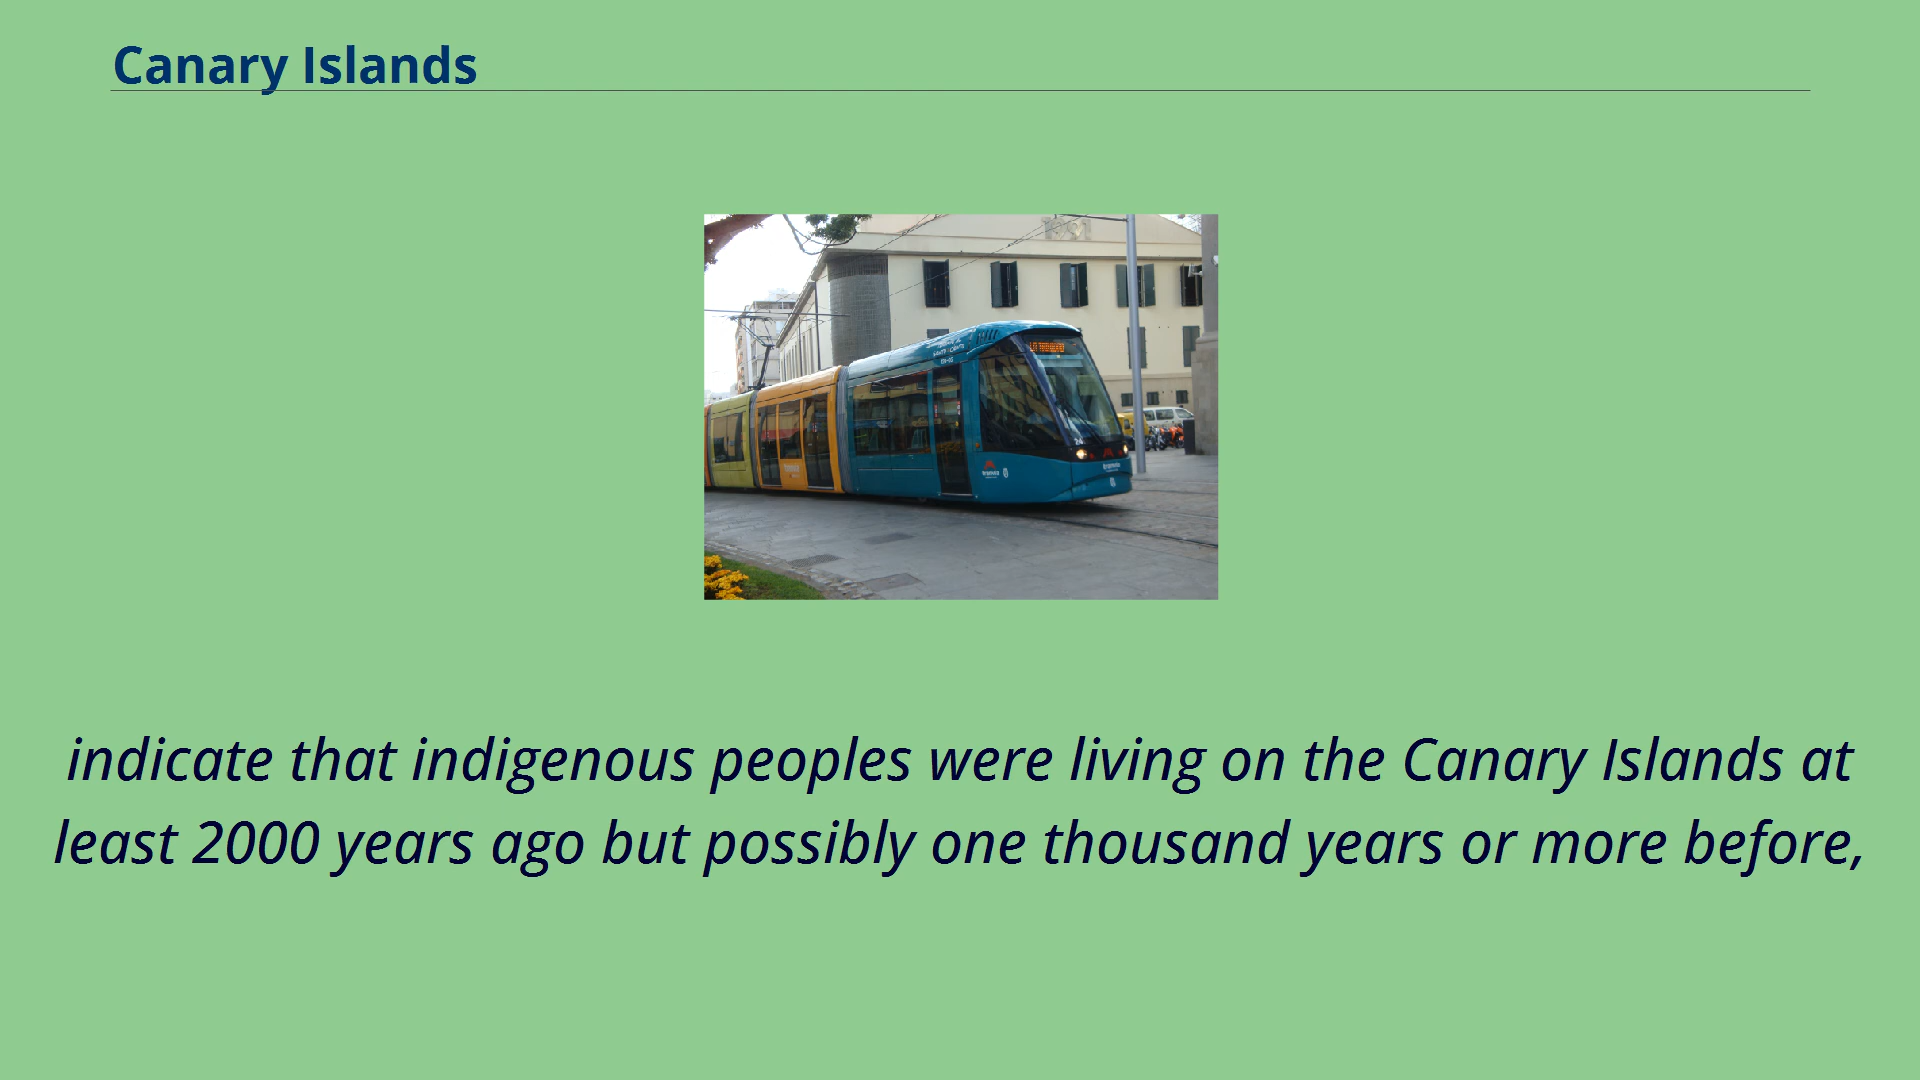 Canary Islands
indicate that indigenous peoples were living on the Canary Islands at
least 2000 years ago but possibly one thousand years or more before,